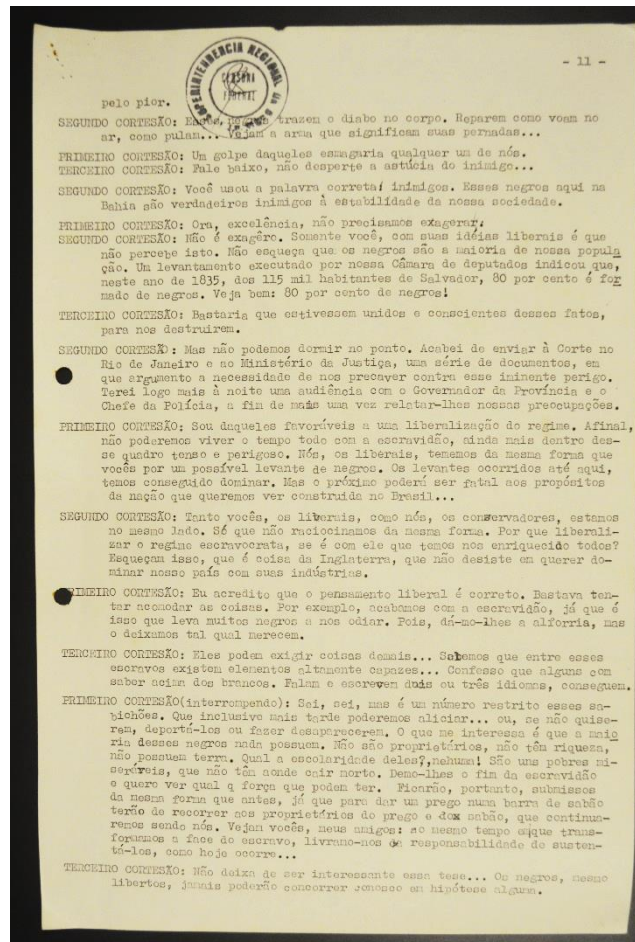 - 11 -
SUPERINTENDENCIA REGIONAL
CENSURA
FEDERAL
pelo pior.
SEGUNDO CORTESÃO: Esses negros trazem o diabo no corpo. Reparem como voam no
ar, como pulam... Vejam a arma que significam suas pernadas...
PRIMEIRO CORTESÃO: Um golpe daqueles esmagaria qualquer um de nós.
TERCEIRO CORTESÃO: Fale baixo, não desperte a astúcia do inimigo...
SEGUNDO CORTESÃO: Você usou a palavra correta: inimigos. Esses negros aqui na
Bahia são verdadeiros inimigos à estabilidade da nossa sociedade.
PRIMEIRO CORTESÃO: Ora, excelência, não precisamos exagerar.
SEGUNDO CORTESÃO: Não é exagêro. Somente você, com suas idéias liberais é que
não percebe isto. Não esqueça que os negros são a maioria de nossa popula
ção. Um levantamento executado por nossa Câmara de deputados indicou que,
neste ano de 1835, dos 115 mil habitantes de Salvador, 80 por cento é for
mado de negros. Veja bem: 80 por cento de negros!
TERCEIRO CORTESÃO: Bastaria que estivessem unidos e conscientes desses fatos,
para nos destruirem.
SEGUNDO CORTESÃO: Mas não podemos dormir no ponto. Acabei de enviar à Corte no
Rio de Janeiro e ao Ministério da Justiça, uma série de documentos, em
que argumento a necessidade de nos precaver contra esse iminente perigo.
Terei logo mais à noite uma audiência com o Governador da Província e o
Chefe da Polícia, a fim de mais uma vez relatar-lhes nossas preocupações.
PRIMEIRO CORTESÃO: Sou daqueles favoráveis a uma liberalização do regime. Afinal,
não poderemos viver o tempo todo com a escravidão, ainda mais dentro des-
se quadro tenso e perigoso. Nós, os liberais, tememos da mesma forma que
vocês por um possível levante de negros. Os levantes ocorridos até aqui,
temos conseguido dominar. Mas o próximo poderá ser fatal aos propósitos
da nação que queremos ver construida no Brasil...
SEGUNDO CORTESÃO: Tanto vocês, os liberais, como nós, os conservadores, estamos
no mesmo lado. Só que não raciocinamos da mesma forma. Por que liberali-
zar o regime escravocrata, se é com ele que temos nos enriquecido todos?
Esqueçam isso, que é coisa da Inglaterra, que não desiste em querer do-
minar nosso país com suas indústrias.
PRIMEIRO CORTESÃO: Eu acredito que o pensamento liberal é correto. Bastava ten-
tar acomodar as coisas. Por exemplo, acabamos com a escravidão, já que é
isso que leva muitos negros a nos odiar. Pois, dá-mo-lhes a alforria, mas
o deixamos tal qual merecem.
TERCEIRO CORTESÃO: Eles podem exigir coisas demais... Sabemos que entre esses
escravos existem elementos altamente capazes... Confesso que alguns com
saber acima dos brancos. Falam e escrevem dois ou três idiomas, conseguem.
PRIMEIRO CORTESÃO(interrompendo): Sei, sei, mas é um número restrito esses sa-
bichões. Que inclusive mais tarde poderemos aliciar... ou, se não quise-
rem, deportá-los ou fazer desaparecerem. O que me interessa é que a maio
ria desses negros nada possuem. Não são proprietários, não têm riqueza,
não possuem terra. Qual a escolaridade deles?,nehuma! São uns pobres mi-
seráveis, que não têm aonde cair morto. Demo-lhes o fim da escravidão
e quero ver qual q força que podem ter. Ficarão, portanto, submissos
da mesma forma que antes, já que para dar um prego numa barra de sabão
terão de recorrer aos proprietários do prego e dox sabão, que continua-
remos sendo nós. Vejam vocês, meus amigos: ao mesmo tempo emque trans-
formamos a face do escravo, livramo-nos da responsabilidade de susten-
tá-los, como hoje ocorre...
TERCEIRO CORTESÃO: Não deixa de ser interessante essa tese... Os negros, mesmo
libertos, jamais poderão concorrer conosco em hipótese alguma.